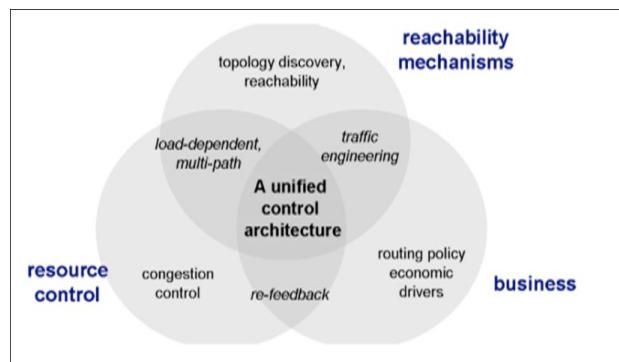 reachability
mechanisms
topology discovery,
reachability
load-dependent,
multi-path
traffic
engineering
A unified
control
architecture
resource
control
congestion
control
re-feedback
routing policy
economic
drivers
business